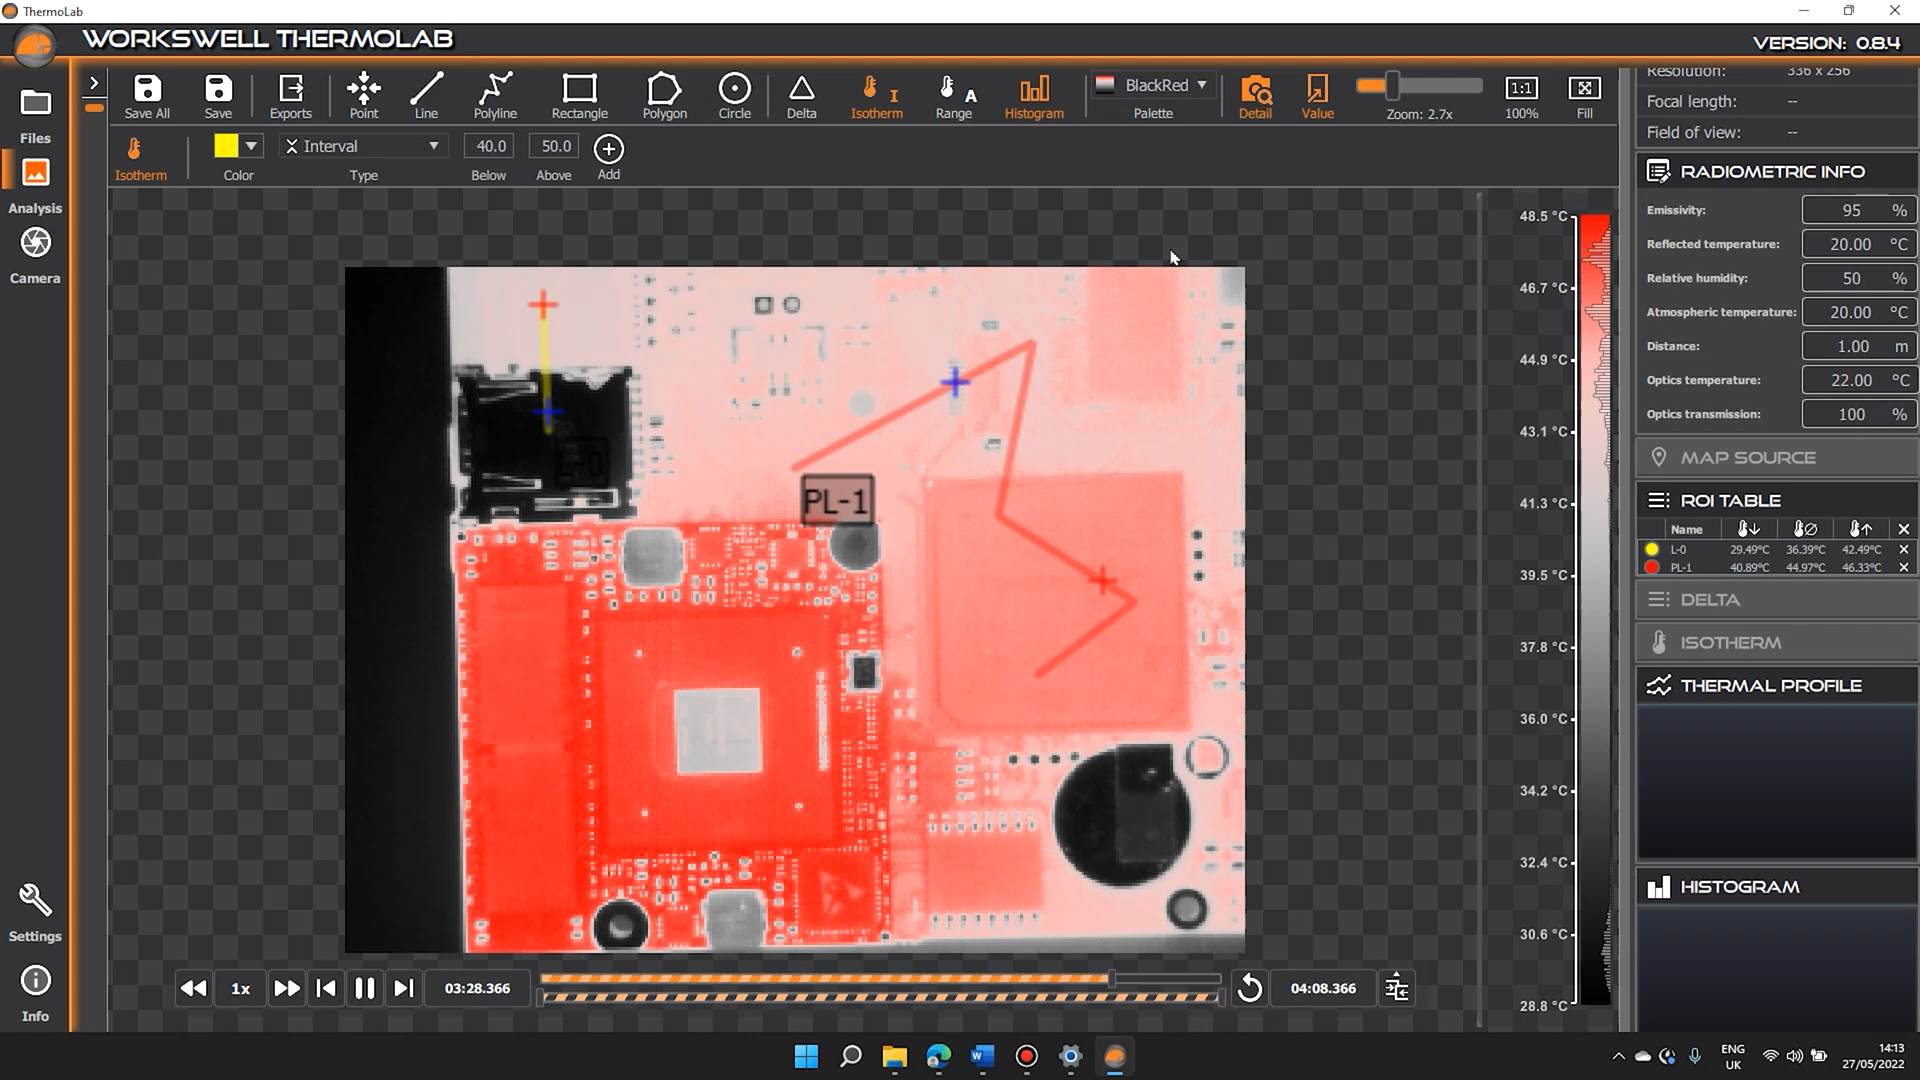 ThermoLab
WORKSWELL THERMOLAB
VERSION: 0.8.4
Files
Analysis
Camera
Settings
Info
Save All
Save
Exports
Point
Line
Polyline
Rectangle
Polygon
Circle
Delta
I
Isotherm
A
Range
Histogram
BlackRed
Palette
Detail
Value
Zoom: 2.7x
1:1
100%
Fill
Isotherm
Color
Interval
Type
40.0
Below
50.0
Above
Add
L-0
PL-1
48.5 °C
46.7 °C
44.9 °C
43.1 °C
41.3 °C
39.5 °C
37.8 °C
36.0 °C
34.2 °C
32.4 °C
30.6 °C
28.8 °C
Resolution: 336 x 256
Focal length: --
Field of view: --
RADIOMETRIC INFO
Emissivity: 95 %
Reflected temperature: 20.00 °C
Relative humidity: 50 %
Atmospheric temperature: 20.00 °C
Distance: 1.00 m
Optics temperature: 22.00 °C
Optics transmission: 100 %
MAP SOURCE
ROI TABLE
Name
L-0 29.49°C 36.39°C 42.49°C
PL-1 40.89°C 44.97°C 46.33°C
DELTA
ISOTHERM
THERMAL PROFILE
HISTOGRAM
1x
03:28.366
04:08.366
ENG
UK
14:13
27/05/2022